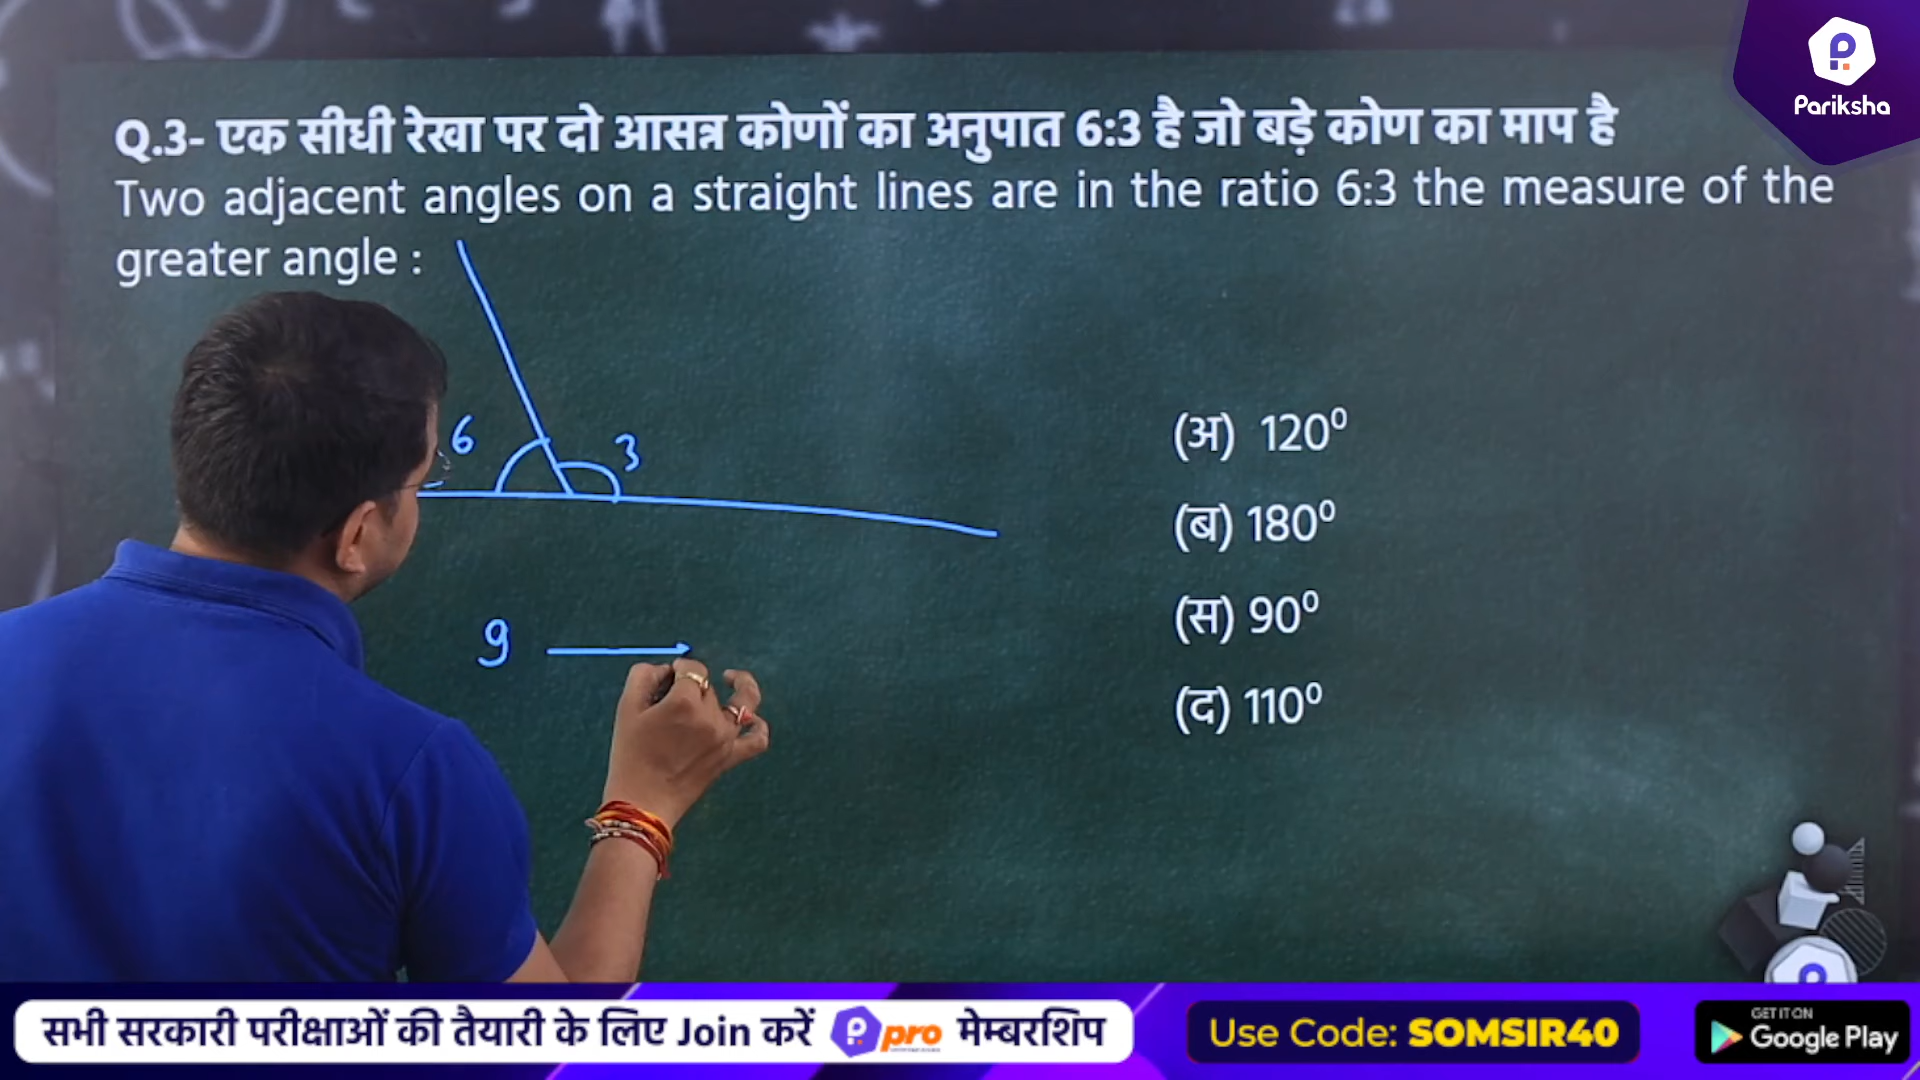 Pariksha
Q.3- एक सीधी रेखा पर दो आसन्न कोणों का अनुपात 6:3 है जो बड़े कोण का माप है
Two adjacent angles on a straight lines are in the ratio 6:3 the measure of the
greater angle :
6
3
9
(अ) 120⁰
(ब) 180⁰
(स) 90⁰
(द) 110⁰
सभी सरकारी परीक्षाओं की तैयारी के लिए Join करें pro मेम्बरशिप
Use Code: SOMSIR40
GET IT ON
Google Play